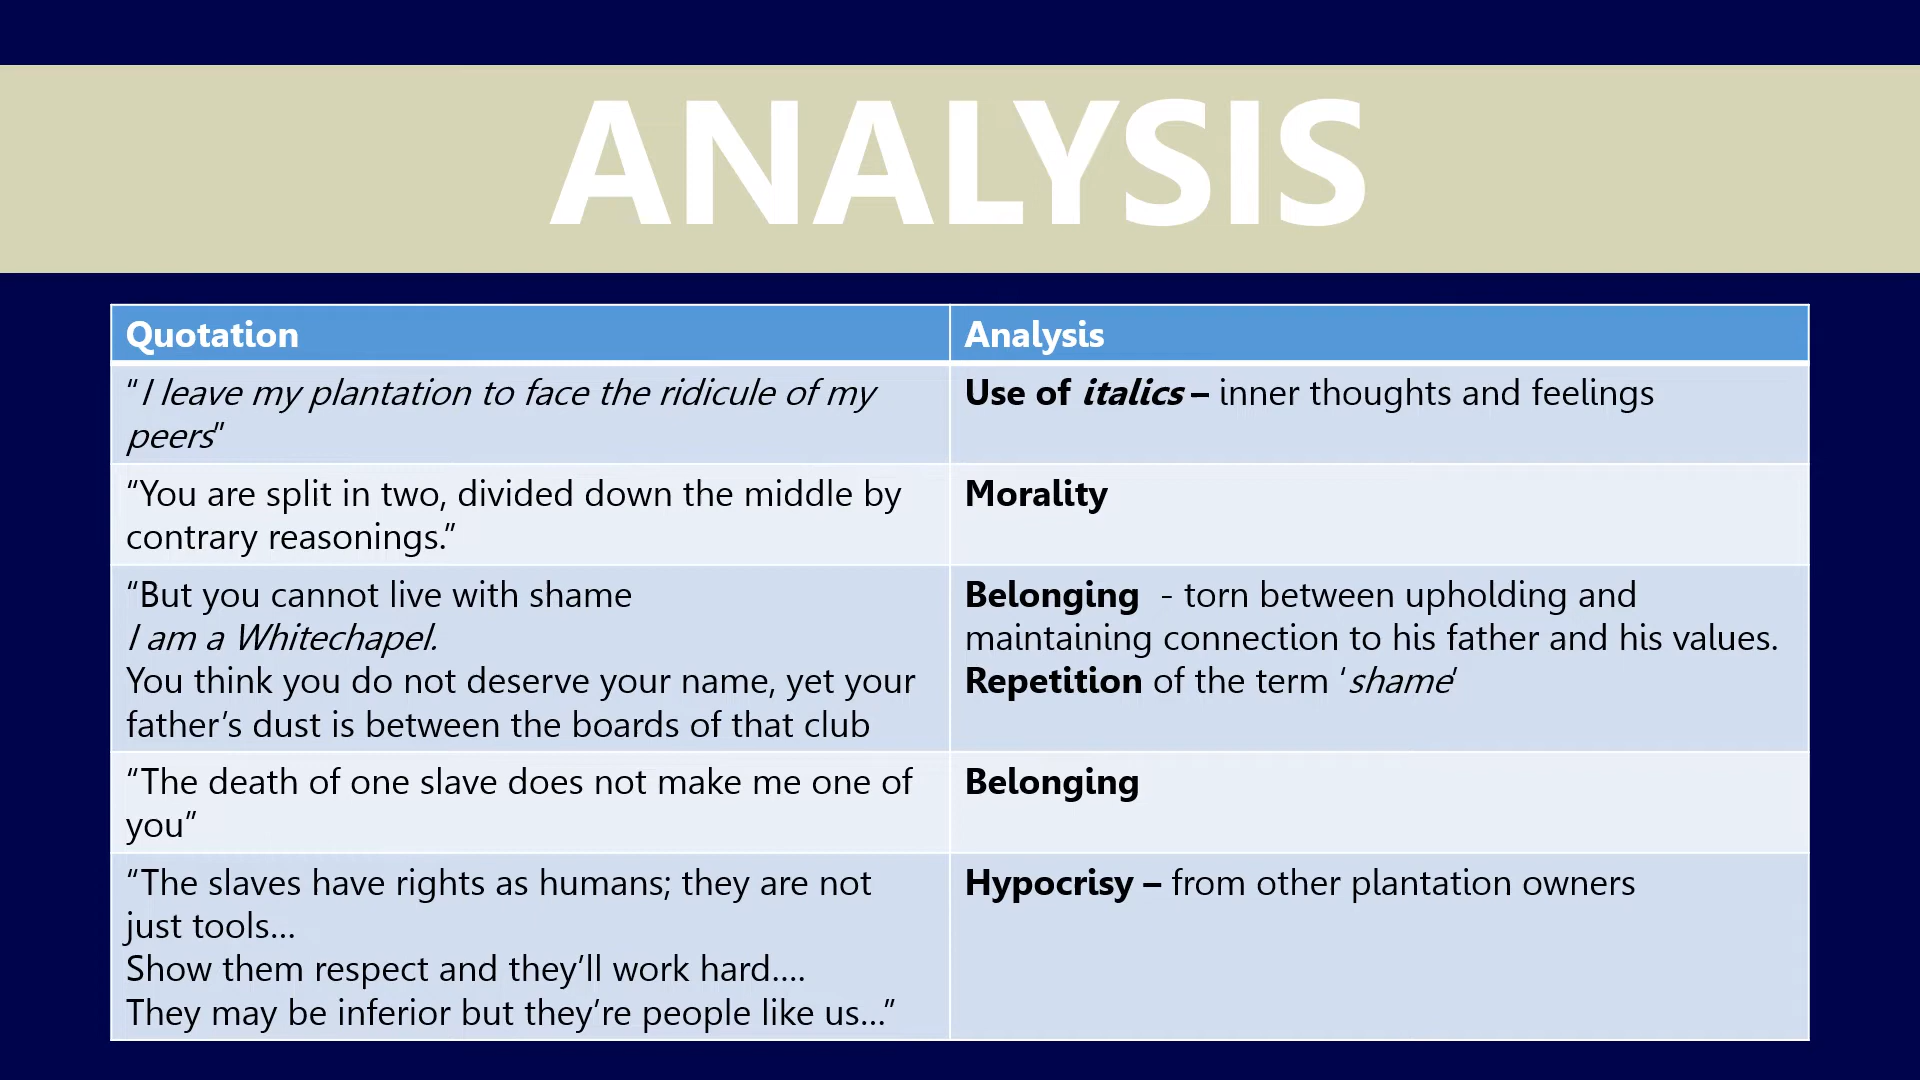 ANALYSIS
Quotation
Analysis
“I leave my plantation to face the ridicule of my
peers”
Use of italics – inner thoughts and feelings
“You are split in two, divided down the middle by
contrary reasonings.”
Morality
“But you cannot live with shame
I am a Whitechapel.
You think you do not deserve your name, yet your
father’s dust is between the boards of that club
Belonging  - torn between upholding and
maintaining connection to his father and his values.
Repetition of the term ‘shame’
“The death of one slave does not make me one of
you”
Belonging
“The slaves have rights as humans; they are not
just tools…
Show them respect and they’ll work hard….
They may be inferior but they’re people like us…”
Hypocrisy – from other plantation owners